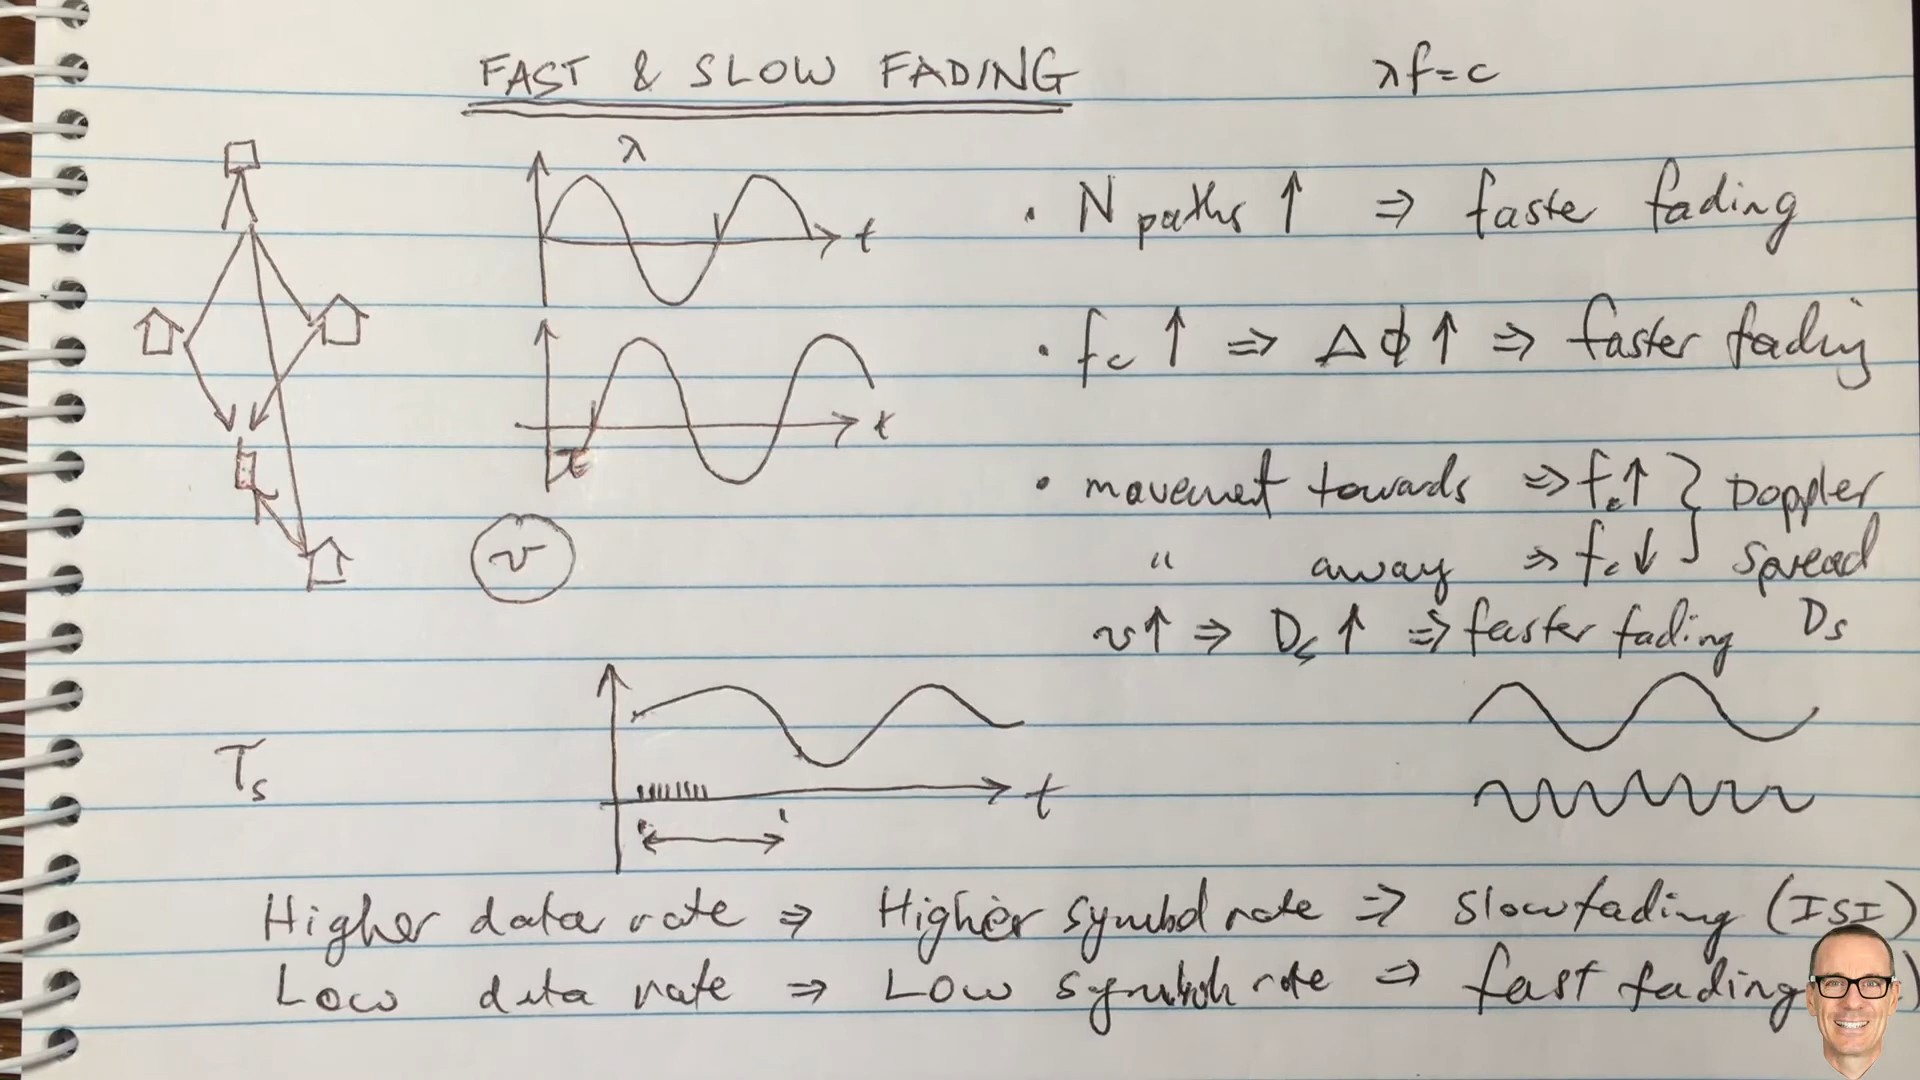 FAST & SLOW FADING
λf=c
λ
t
t
τ
v
• N paths ↑ ⇒ faster fading
• fc ↑ ⇒ Δϕ ↑ ⇒ faster fading
• movement towards ⇒ fc↑ } Doppler
" away ⇒ fc↓ } Spread
v↑ ⇒ Ds ↑ ⇒ faster fading Ds
Ts
t
Higher data rate ⇒ Higher symbol rate ⇒ slow fading (ISI)
Low data rate ⇒ Low symbol rate ⇒ fast fading